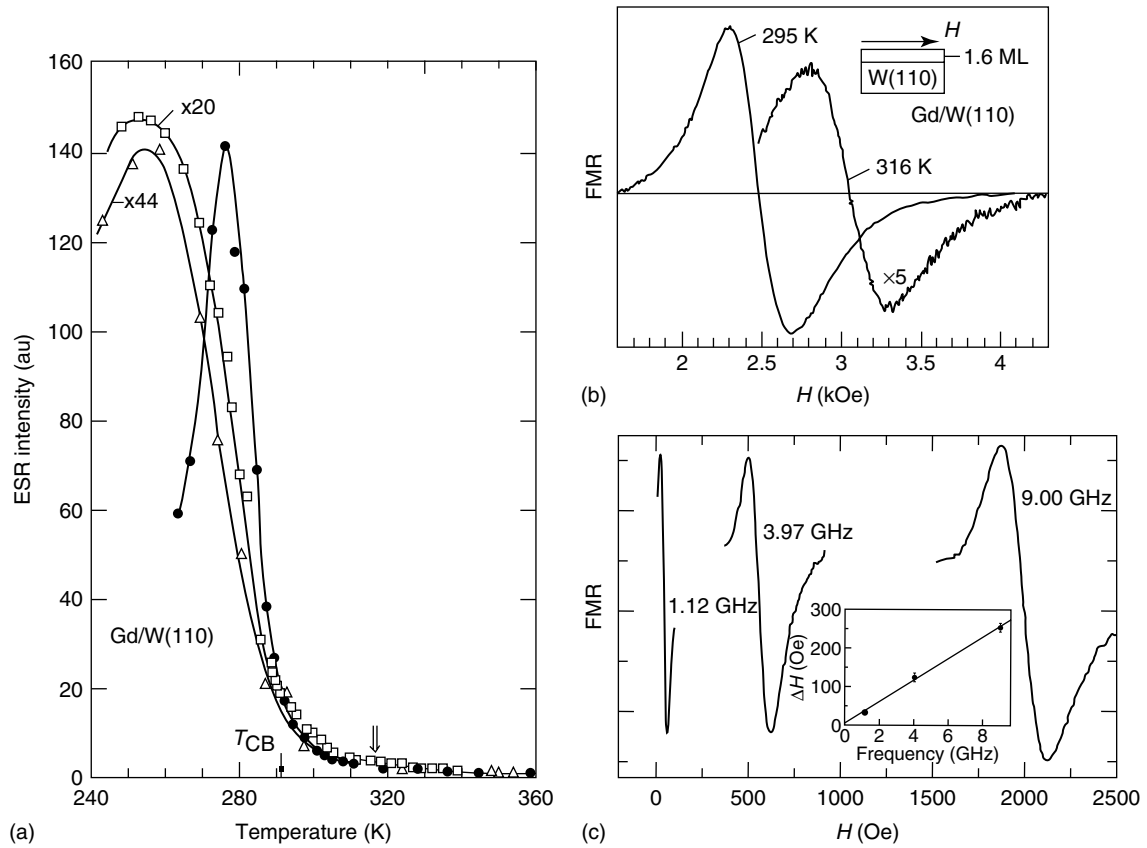 160
140
120
100
80
60
40
20
0
240
280
320
360
ESR intensity (au)
Temperature (K)
x20
x44
Gd/W(110)
TCB
(a)
295 K
H
1.6 ML
W(110)
Gd/W(110)
316 K
×5
FMR
2
2.5
3
3.5
4
H (kOe)
(b)
1.12 GHz
3.97 GHz
9.00 GHz
FMR
300
200
100
0
ΔH (Oe)
0 2 4 6 8
Frequency (GHz)
0
500
1000
1500
2000
2500
H (Oe)
(c)